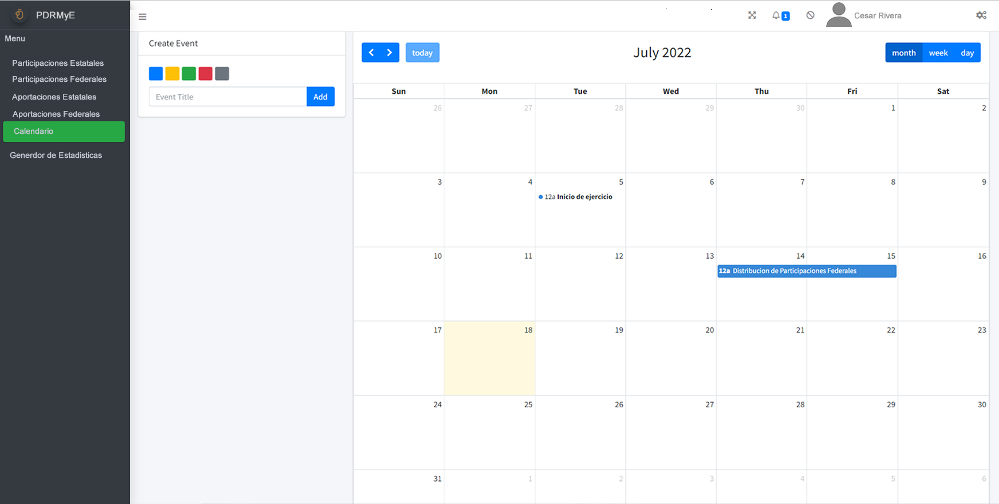 PDRMyE
1
Cesar Rivera
Menu
Participaciones Estatales
Participaciones Federales
Aportaciones Estatales
Aportaciones Federales
Calendario
Generdor de Estadisticas
Create Event
Event Title
Add
today
July 2022
month week day
Sun Mon Tue Wed Thu Fri Sat
26 27 28 29 30 1 2
3 4 5 6 7 8 9
12a Inicio de ejercicio
10 11 12 13 14 15 16
12a Distribucion de Participaciones Federales
17 18 19 20 21 22 23
24 25 26 27 28 29 30
31 1 2 3 4 5 6